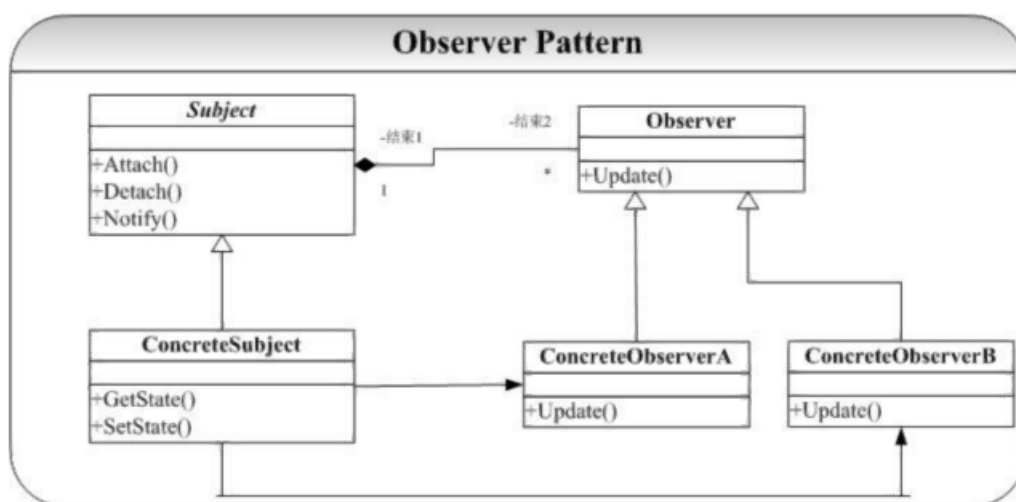 Observer Pattern
Subject
+Attach()
+Detach()
+Notify()
-结束1
1
-结束2
*
Observer
+Update()
ConcreteSubject
+GetState()
+SetState()
ConcreteObserverA
+Update()
ConcreteObserverB
+Update()